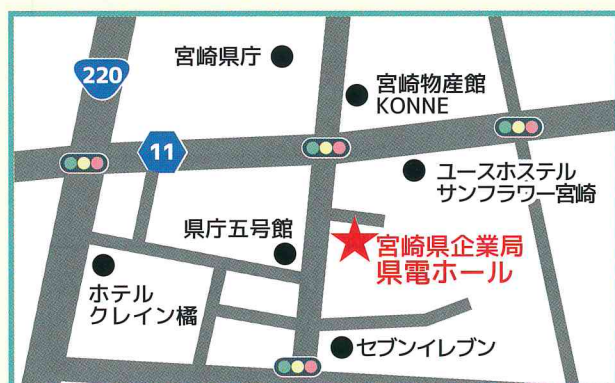 220
宮崎県庁
宮崎物産館
KONNE
11
ユースホステル
サンフラワー宮崎
県庁五号館
宮崎県企業局
県電ホール
ホテル
クレイン橘
セブンイレブン